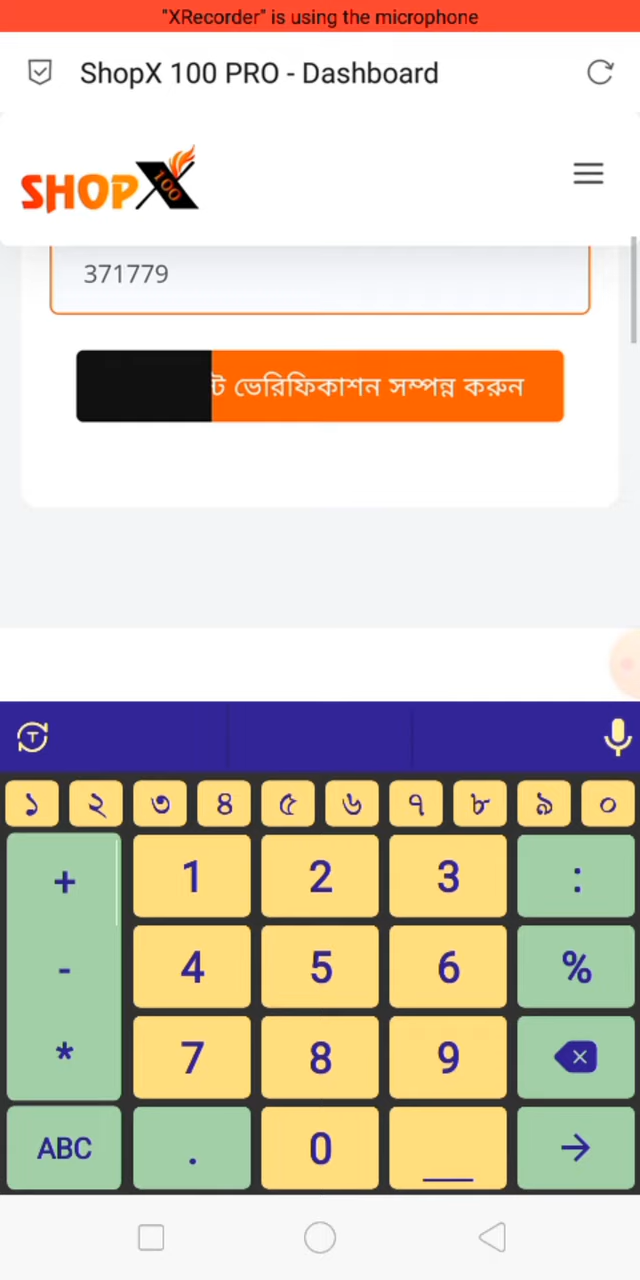 "XRecorder" is using the microphone
ShopX 100 PRO - Dashboard
SHOPX 100
371779
ট ভেরিফিকাশন সম্পন্ন করুন
T
১ ২ ৩ ৪ ৫ ৬ ৭ ৮ ৯ ০
+ 1 2 3 :
- 4 5 6 %
* 7 8 9
ABC . 0